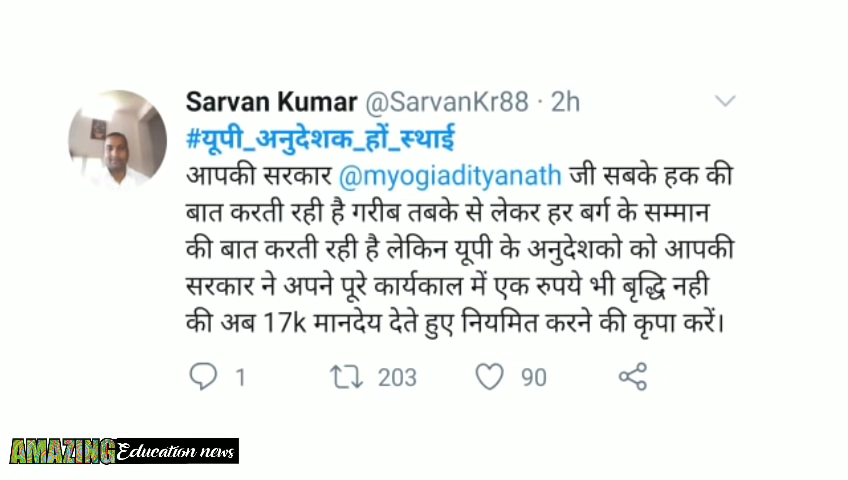 Sarvan Kumar @SarvanKr88 · 2h
#यूपी_अनुदेशक_हों_स्थाई
आपकी सरकार @myogiadityanath जी सबके हक की
बात करती रही है गरीब तबके से लेकर हर बर्ग के सम्मान
की बात करती रही है लेकिन यूपी के अनुदेशको को आपकी
सरकार ने अपने पूरे कार्यकाल में एक रुपये भी बृद्धि नही
की अब 17k मानदेय देते हुए नियमित करने की कृपा करें।
1 203 90
AMAZING Education news